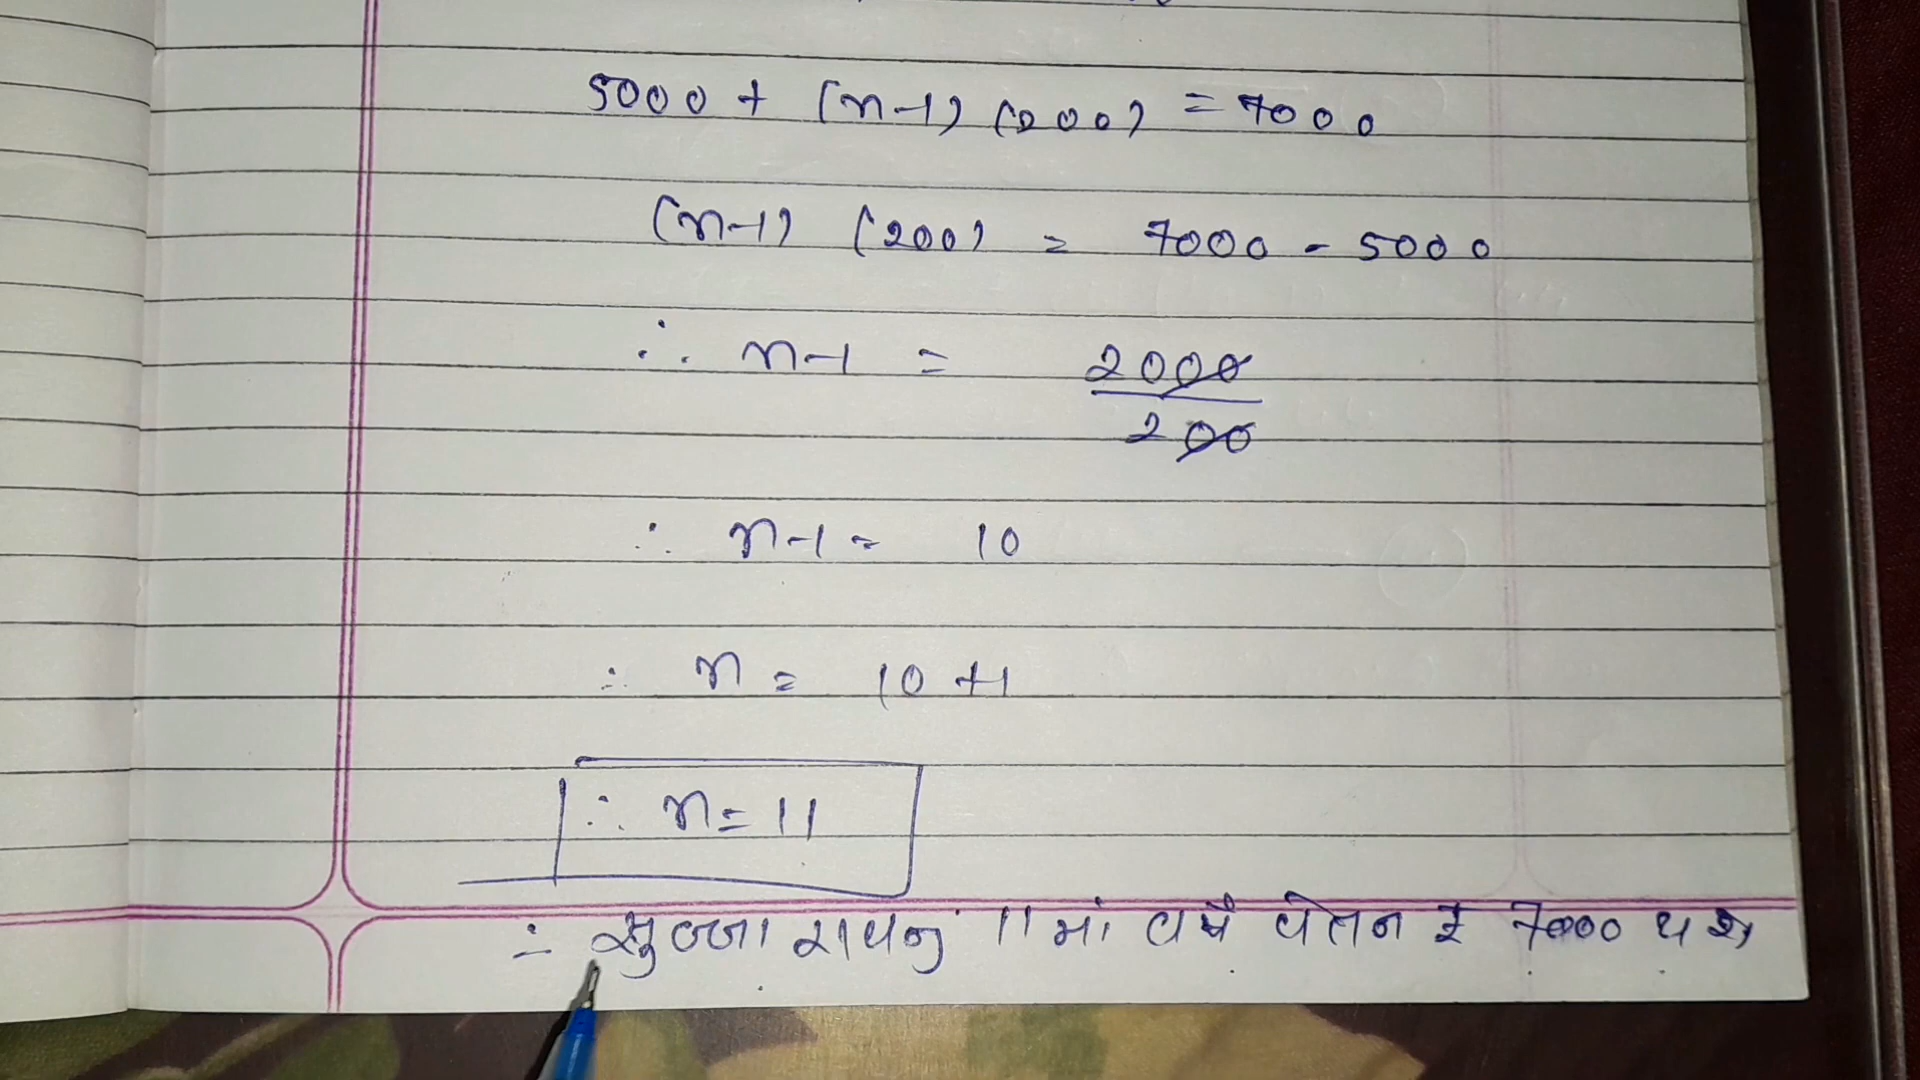 5000 + (n-1) (200) = 7000
(n-1) (200) = 7000 - 5000
∴ n-1 = 2000
200
∴ n-1 = 10
∴ n = 10 +1
∴ n = 11
∴ સુબ્બા રાવનું 11માં વર્ષે વેતન ₹ 7000 થશે